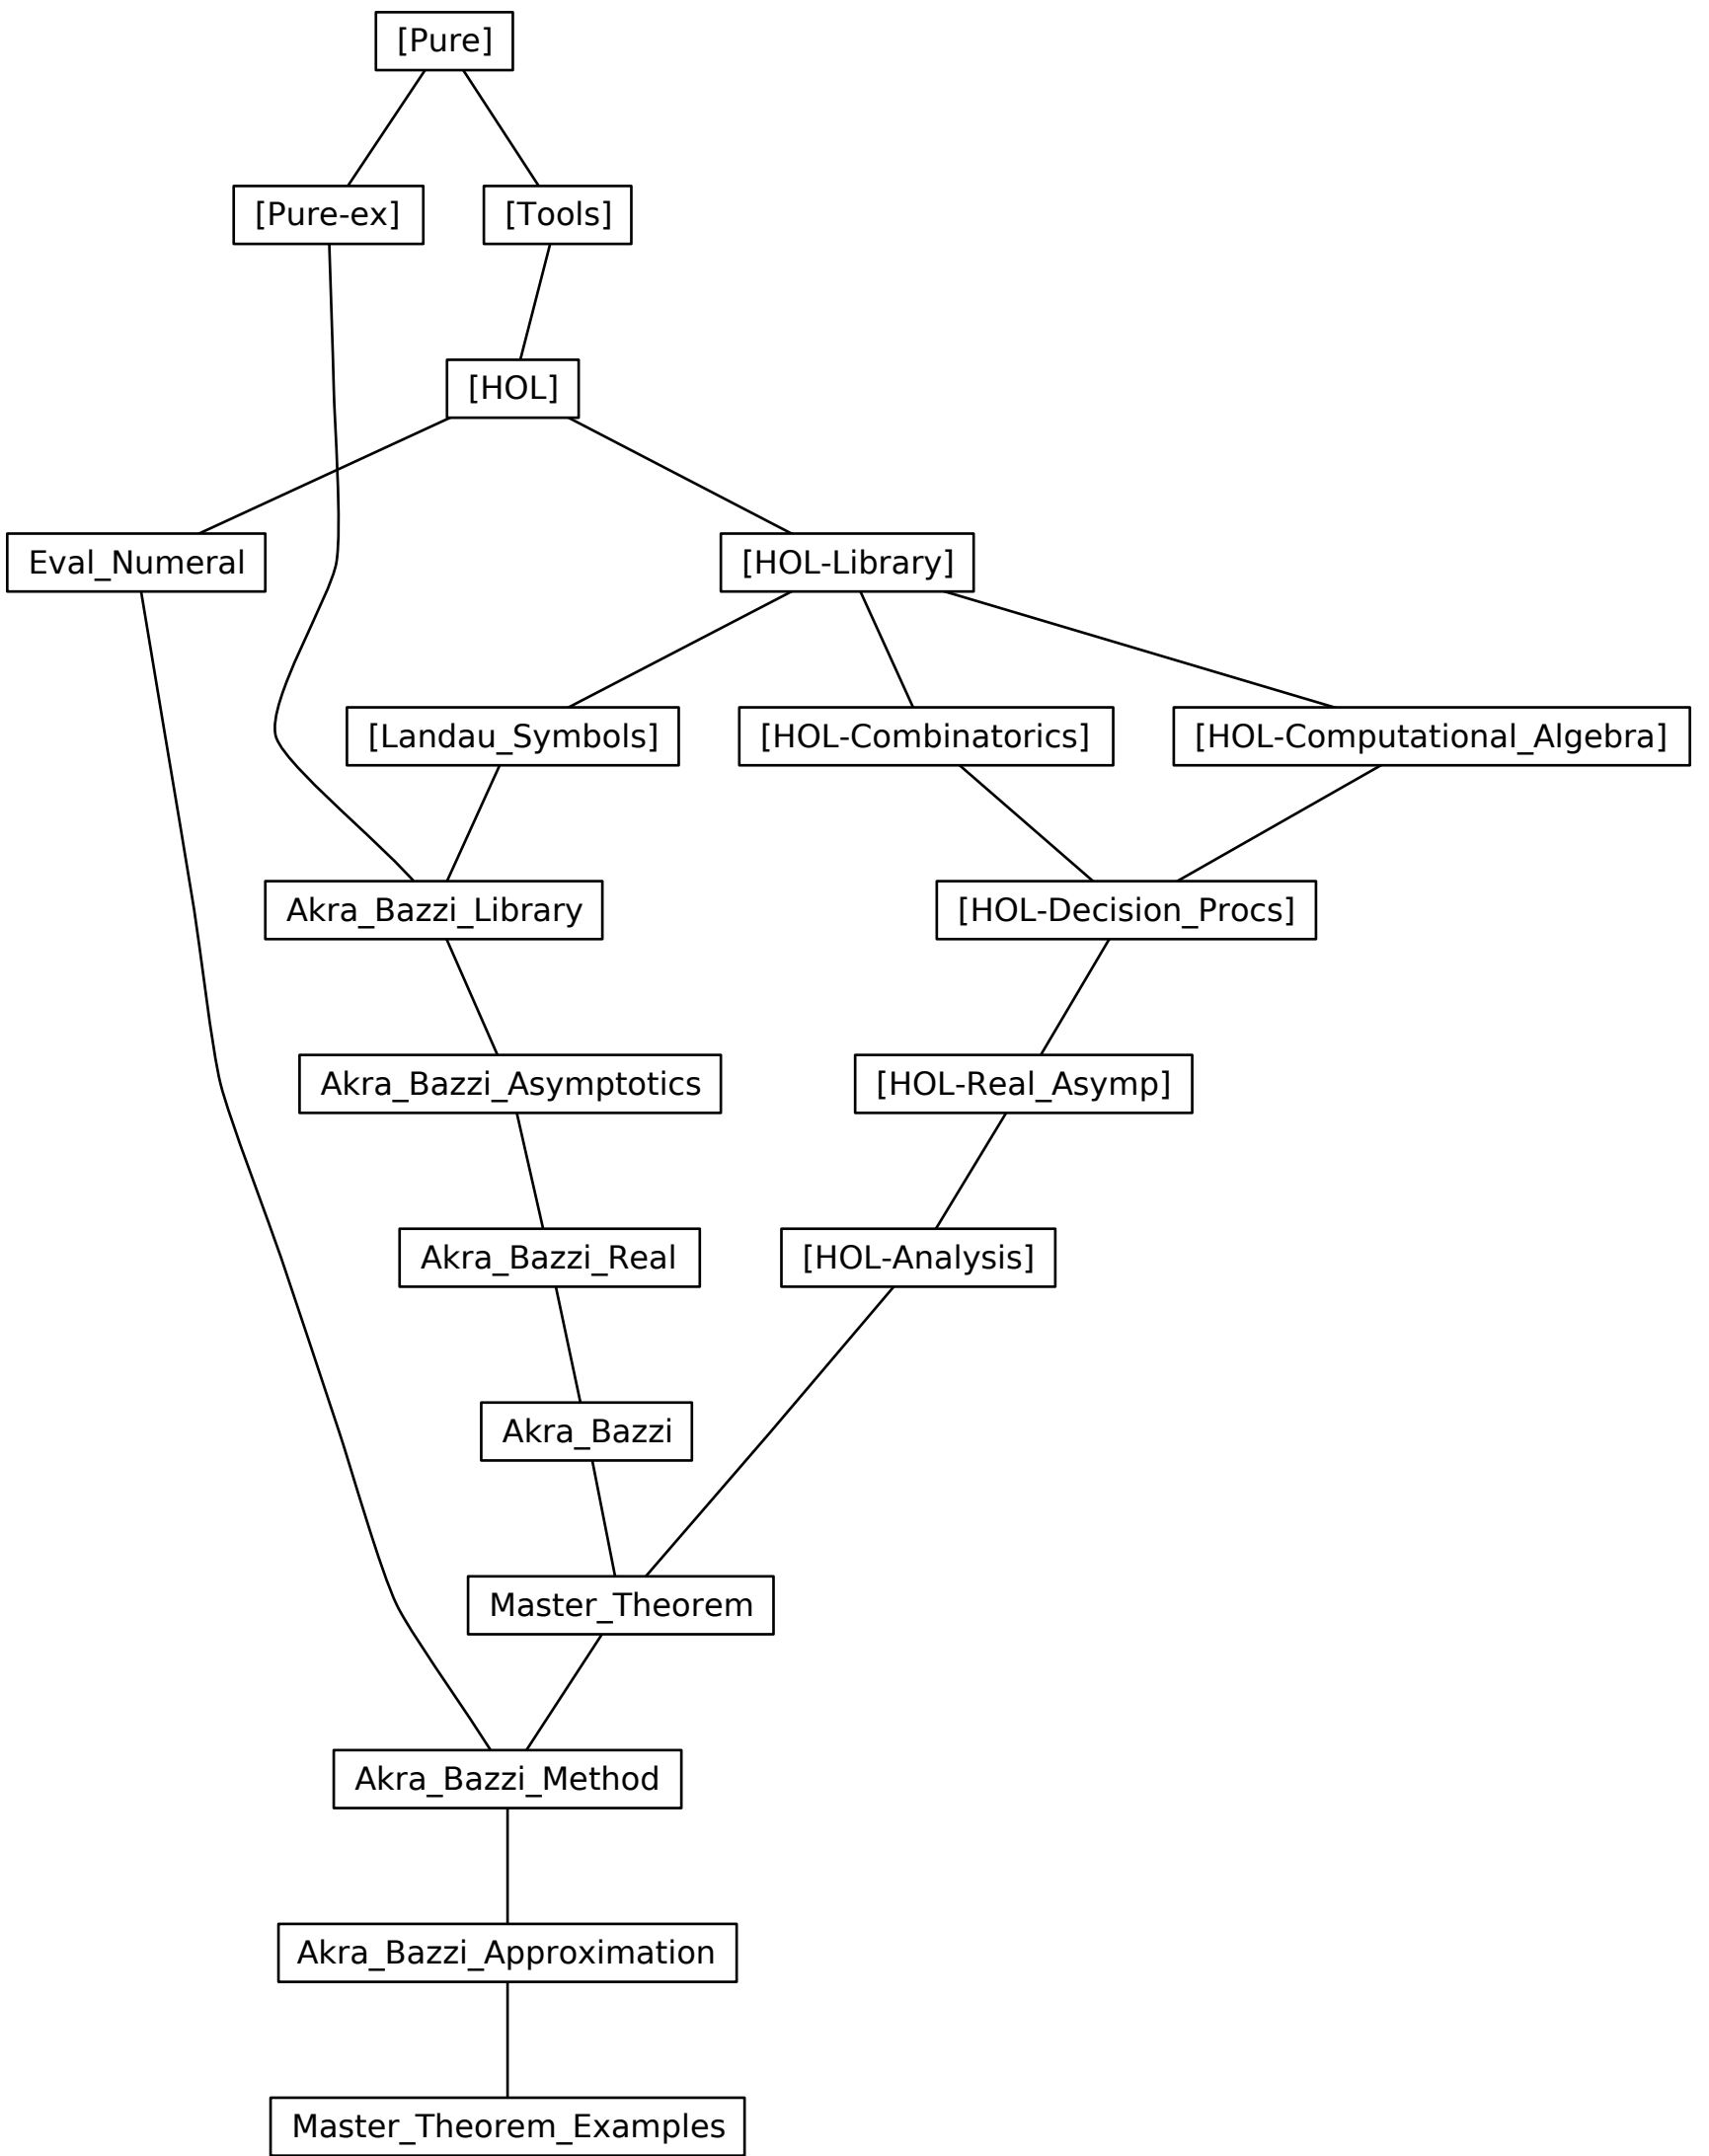 [Pure]
[Pure-ex]
[Tools]
[HOL]
Eval_Numeral
[HOL-Library]
[Landau_Symbols]
[HOL-Combinatorics]
[HOL-Computational_Algebra]
Akra_Bazzi_Library
[HOL-Decision_Procs]
Akra_Bazzi_Asymptotics
[HOL-Real_Asymp]
Akra_Bazzi_Real
[HOL-Analysis]
Akra_Bazzi
Master_Theorem
Akra_Bazzi_Method
Akra_Bazzi_Approximation
Master_Theorem_Examples